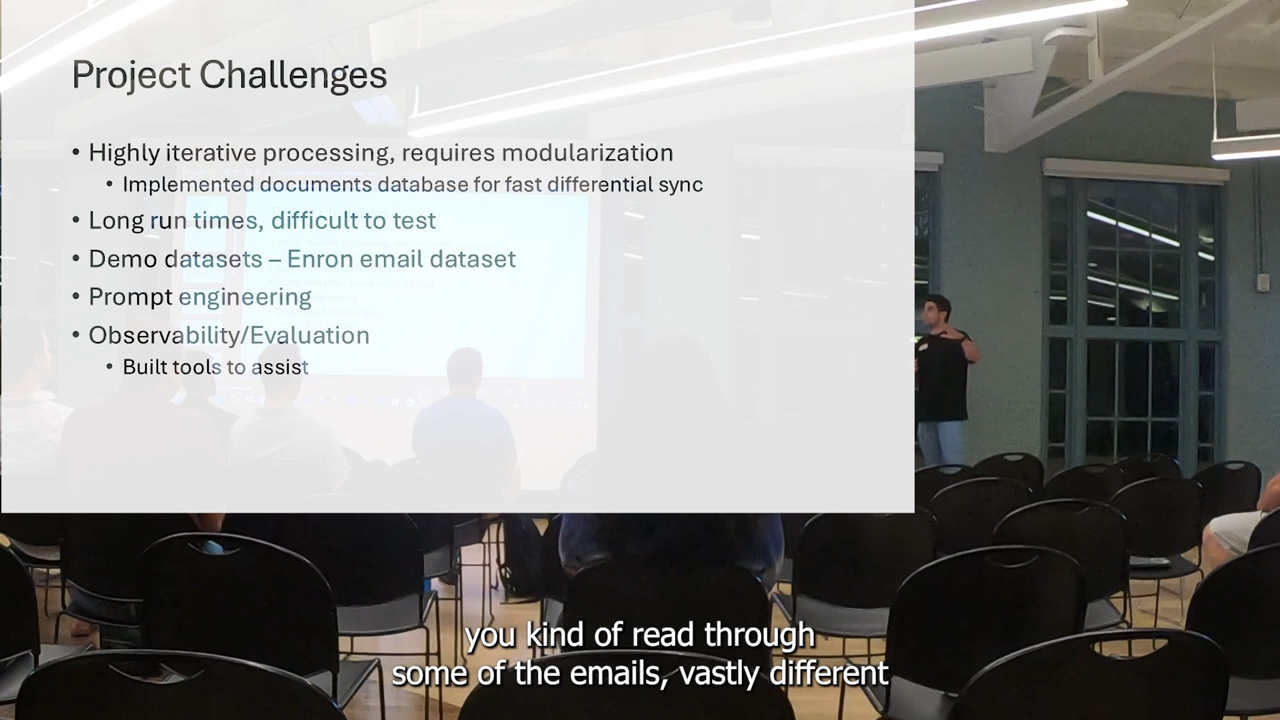 Project Challenges
• Highly iterative processing, requires modularization
• Implemented documents database for fast differential sync
• Long run times, difficult to test
• Demo datasets – Enron email dataset
• Prompt engineering
• Observability/Evaluation
• Built tools to assist
you kind of read through
some of the emails, vastly different